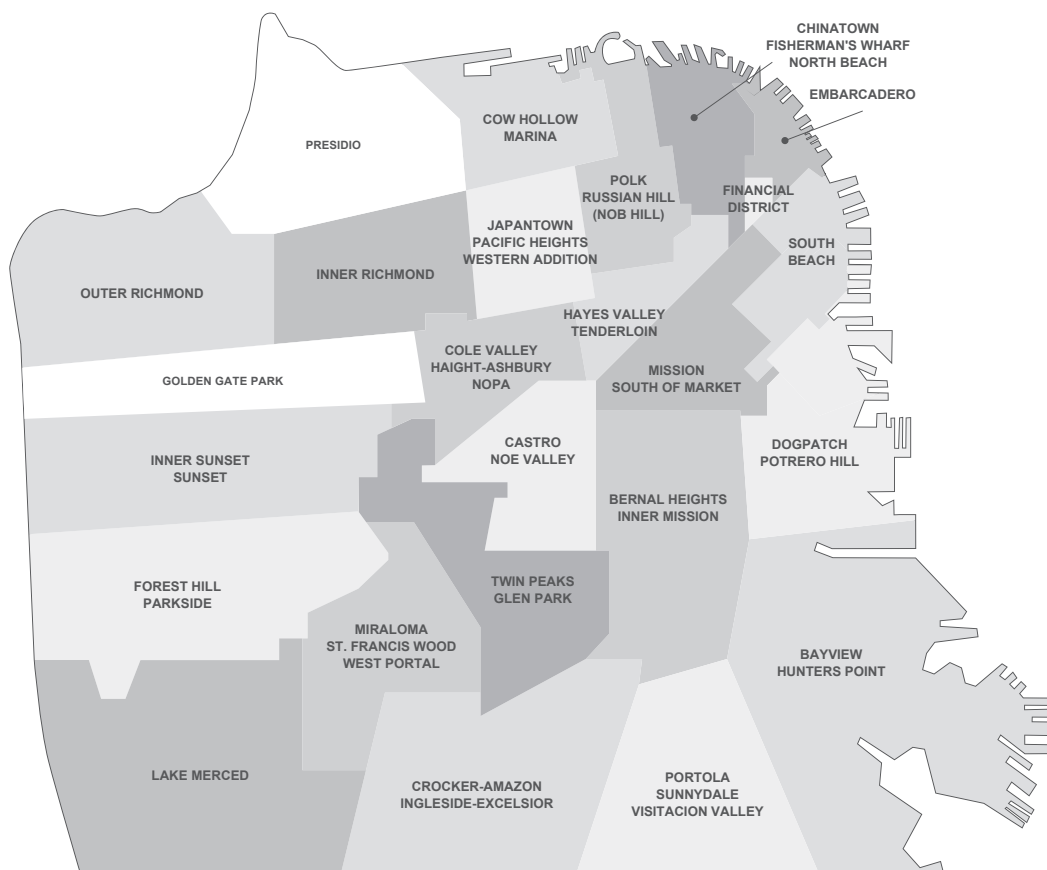 CHINATOWN
FISHERMAN'S WHARF
NORTH BEACH
EMBARCADERO
COW HOLLOW
MARINA
PRESIDIO
POLK
RUSSIAN HILL
(NOB HILL)
FINANCIAL
DISTRICT
JAPANTOWN
PACIFIC HEIGHTS
WESTERN ADDITION
SOUTH
BEACH
INNER RICHMOND
OUTER RICHMOND
HAYES VALLEY
TENDERLOIN
COLE VALLEY
HAIGHT-ASHBURY
NOPA
MISSION
SOUTH OF MARKET
GOLDEN GATE PARK
CASTRO
NOE VALLEY
DOGPATCH
POTRERO HILL
INNER SUNSET
SUNSET
BERNAL HEIGHTS
INNER MISSION
FOREST HILL
PARKSIDE
TWIN PEAKS
GLEN PARK
MIRALOMA
ST. FRANCIS WOOD
WEST PORTAL
BAYVIEW
HUNTERS POINT
LAKE MERCED
CROCKER-AMAZON
INGLESIDE-EXCELSIOR
PORTOLA
SUNNYDALE
VISITACION VALLEY